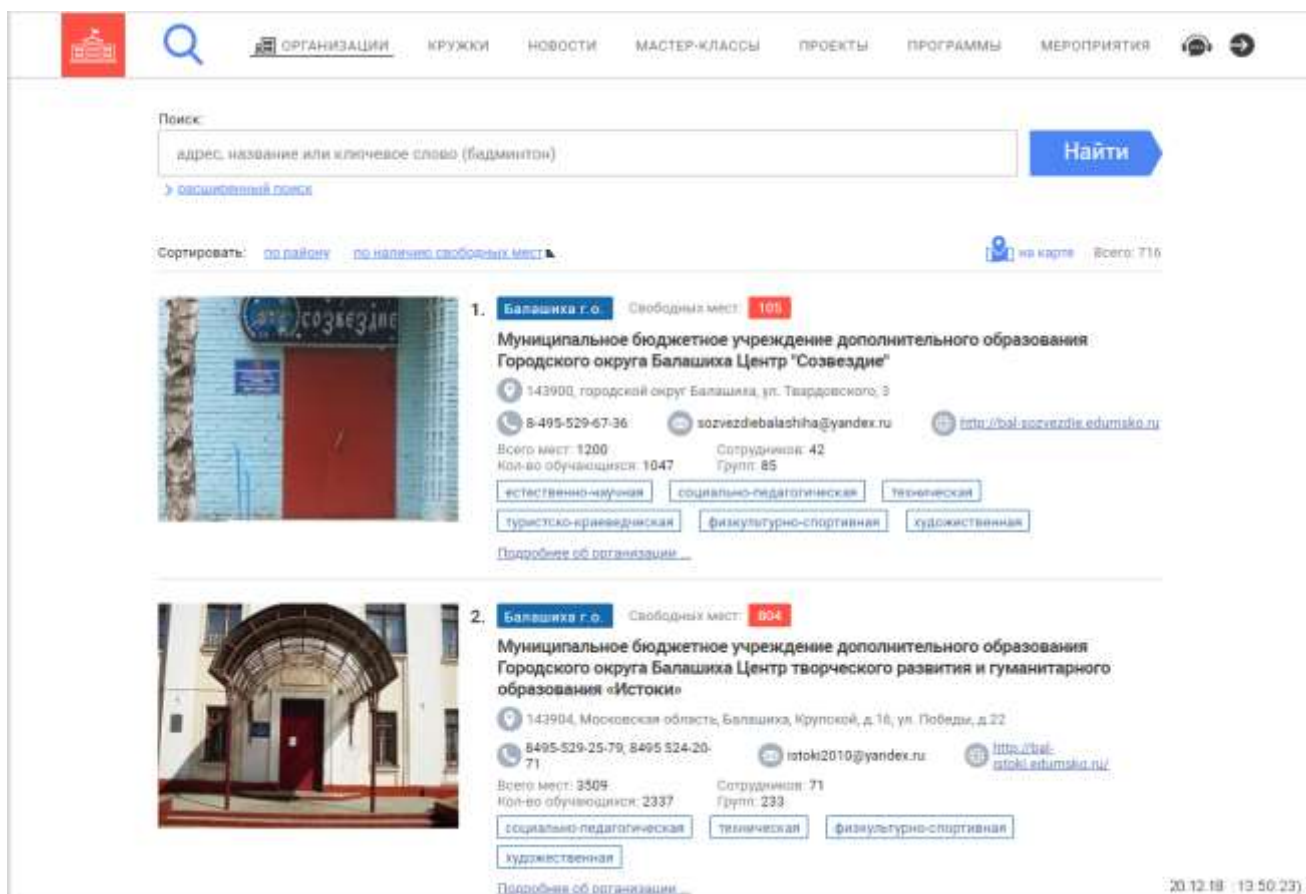 ОРГАНИЗАЦИИ КРУЖКИ НОВОСТИ МАСТЕР-КЛАССЫ ПРОЕКТЫ ПРОГРАММЫ МЕРОПРИЯТИЯ
Поиск:
адрес, название или ключевое слово (бадминтон)
Найти
расширенный поиск
Сортировать: по району по наличию свободных мест на карте Всего: 716
СОЗВЕЗДИЕ
1. Балашиха г.о. Свободных мест: 105
Муниципальное бюджетное учреждение дополнительного образования
Городского округа Балашиха Центр "Созвездие"
143900, городской округ Балашиха, ул. Твардовского, 3
8-495-529-67-36 sozvezdiebalashiha@yandex.ru http://bal-sozvezdie.edumsko.ru
Всего мест: 1200 Сотрудников: 42
Кол-во обучающихся: 1047 Групп: 85
естественно-научная социально-педагогическая техническая
туристско-краеведческая физкультурно-спортивная художественная
Подробнее об организации ...
2. Балашиха г.о. Свободных мест: 804
Муниципальное бюджетное учреждение дополнительного образования
Городского округа Балашиха Центр творческого развития и гуманитарного
образования «Истоки»
143904, Московская область, Балашиха, Крупской, д.16, ул. Победы, д.22
8495-529-25-79, 8495 524-20-
71 istoki2010@yandex.ru http://bal-
istoki.edumsko.ru/
Всего мест: 3509 Сотрудников: 71
Кол-во обучающихся: 2337 Групп: 233
социально-педагогическая техническая физкультурно-спортивная
художественная
Подробнее об организации ...
20.12.18 13:50:23)